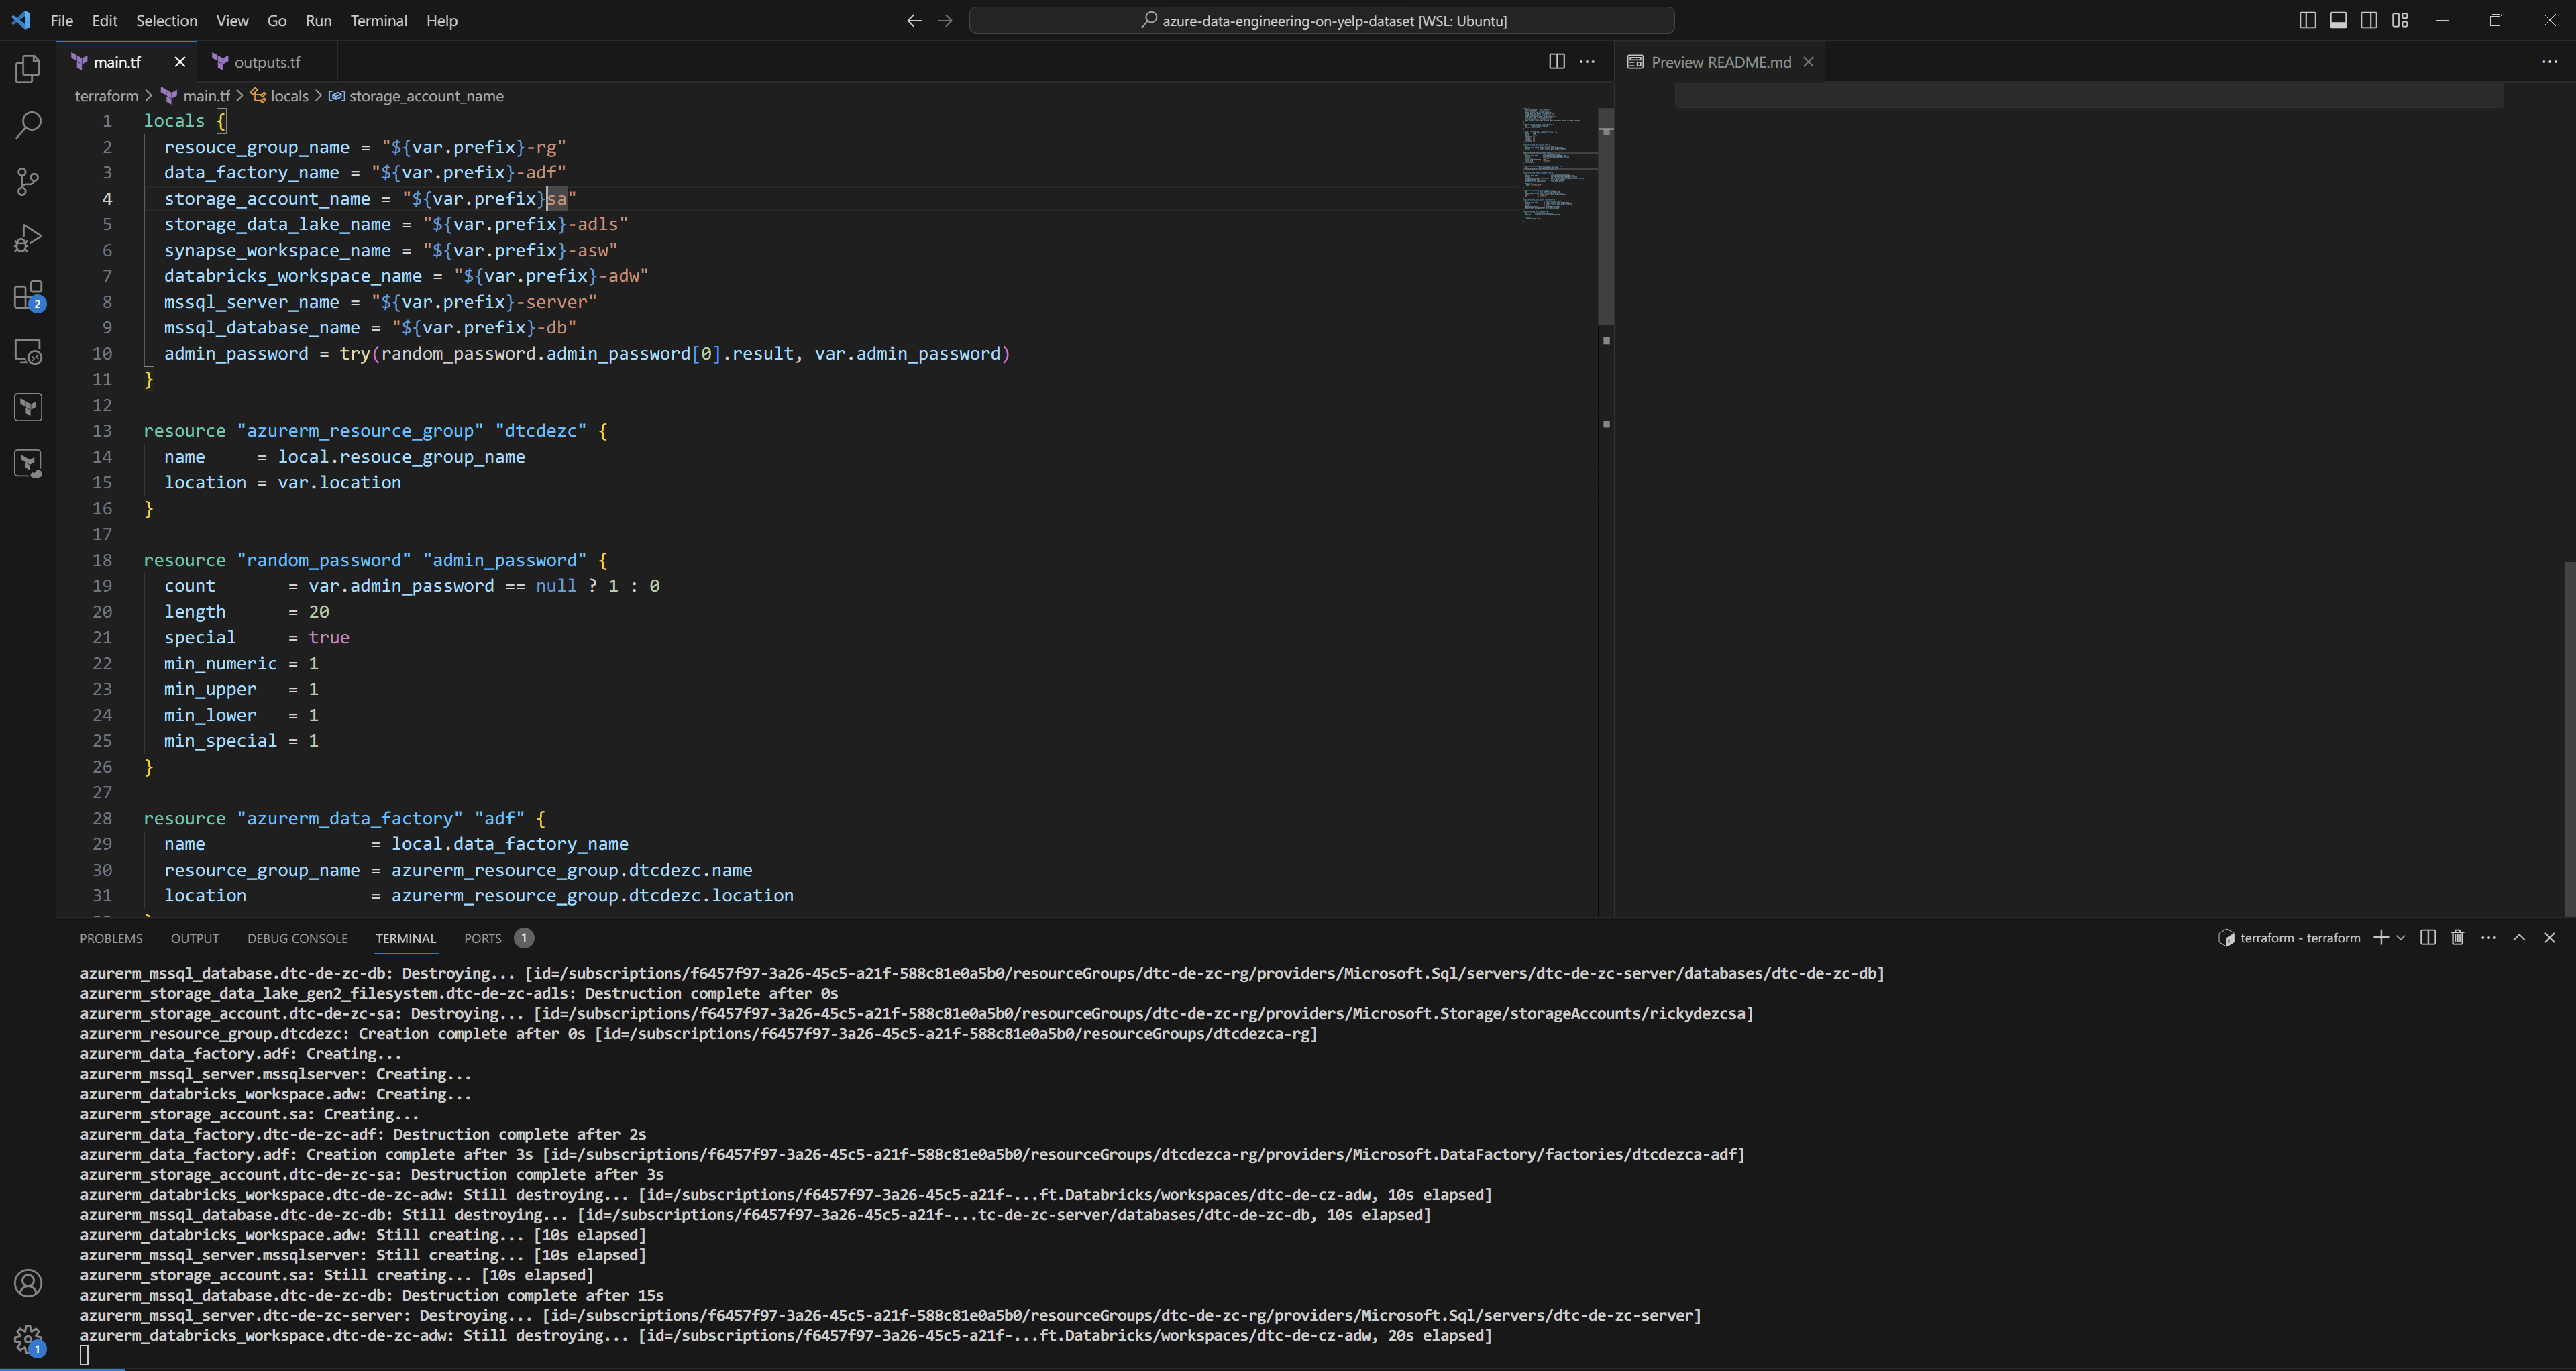 File Edit Selection View Go Run Terminal Help
azure-data-engineering-on-yelp-dataset [WSL: Ubuntu]
main.tf
outputs.tf
Preview README.md
terraform > main.tf > locals > storage_account_name
1 locals {
2 resouce_group_name = "${var.prefix}-rg"
3 data_factory_name = "${var.prefix}-adf"
4 storage_account_name = "${var.prefix}sa"
5 storage_data_lake_name = "${var.prefix}-adls"
6 synapse_workspace_name = "${var.prefix}-asw"
7 databricks_workspace_name = "${var.prefix}-adw"
8 mssql_server_name = "${var.prefix}-server"
9 mssql_database_name = "${var.prefix}-db"
10 admin_password = try(random_password.admin_password[0].result, var.admin_password)
11 }
12
13 resource "azurerm_resource_group" "dtcdezc" {
14 name     = local.resouce_group_name
15 location = var.location
16 }
17
18 resource "random_password" "admin_password" {
19 count       = var.admin_password == null ? 1 : 0
20 length      = 20
21 special     = true
22 min_numeric = 1
23 min_upper   = 1
24 min_lower   = 1
25 min_special = 1
26 }
27
28 resource "azurerm_data_factory" "adf" {
29 name                = local.data_factory_name
30 resource_group_name = azurerm_resource_group.dtcdezc.name
31 location            = azurerm_resource_group.dtcdezc.location
PROBLEMS OUTPUT DEBUG CONSOLE TERMINAL PORTS 1
terraform - terraform
azurerm_mssql_database.dtc-de-zc-db: Destroying... [id=/subscriptions/f6457f97-3a26-45c5-a21f-588c81e0a5b0/resourceGroups/dtc-de-zc-rg/providers/Microsoft.Sql/servers/dtc-de-zc-server/databases/dtc-de-zc-db]
azurerm_storage_data_lake_gen2_filesystem.dtc-de-zc-adls: Destruction complete after 0s
azurerm_storage_account.dtc-de-zc-sa: Destroying... [id=/subscriptions/f6457f97-3a26-45c5-a21f-588c81e0a5b0/resourceGroups/dtc-de-zc-rg/providers/Microsoft.Storage/storageAccounts/rickydezcsa]
azurerm_resource_group.dtcdezc: Creation complete after 0s [id=/subscriptions/f6457f97-3a26-45c5-a21f-588c81e0a5b0/resourceGroups/dtcdezca-rg]
azurerm_data_factory.adf: Creating...
azurerm_mssql_server.mssqlserver: Creating...
azurerm_databricks_workspace.adw: Creating...
azurerm_storage_account.sa: Creating...
azurerm_data_factory.dtc-de-zc-adf: Destruction complete after 2s
azurerm_data_factory.adf: Creation complete after 3s [id=/subscriptions/f6457f97-3a26-45c5-a21f-588c81e0a5b0/resourceGroups/dtcdezca-rg/providers/Microsoft.DataFactory/factories/dtcdezca-adf]
azurerm_storage_account.dtc-de-zc-sa: Destruction complete after 3s
azurerm_databricks_workspace.dtc-de-zc-adw: Still destroying... [id=/subscriptions/f6457f97-3a26-45c5-a21f-...ft.Databricks/workspaces/dtc-de-cz-adw, 10s elapsed]
azurerm_mssql_database.dtc-de-zc-db: Still destroying... [id=/subscriptions/f6457f97-3a26-45c5-a21f-...tc-de-zc-server/databases/dtc-de-zc-db, 10s elapsed]
azurerm_databricks_workspace.adw: Still creating... [10s elapsed]
azurerm_mssql_server.mssqlserver: Still creating... [10s elapsed]
azurerm_storage_account.sa: Still creating... [10s elapsed]
azurerm_mssql_database.dtc-de-zc-db: Destruction complete after 15s
azurerm_mssql_server.dtc-de-zc-server: Destroying... [id=/subscriptions/f6457f97-3a26-45c5-a21f-588c81e0a5b0/resourceGroups/dtc-de-zc-rg/providers/Microsoft.Sql/servers/dtc-de-zc-server]
azurerm_databricks_workspace.dtc-de-zc-adw: Still destroying... [id=/subscriptions/f6457f97-3a26-45c5-a21f-...ft.Databricks/workspaces/dtc-de-cz-adw, 20s elapsed]
2
1